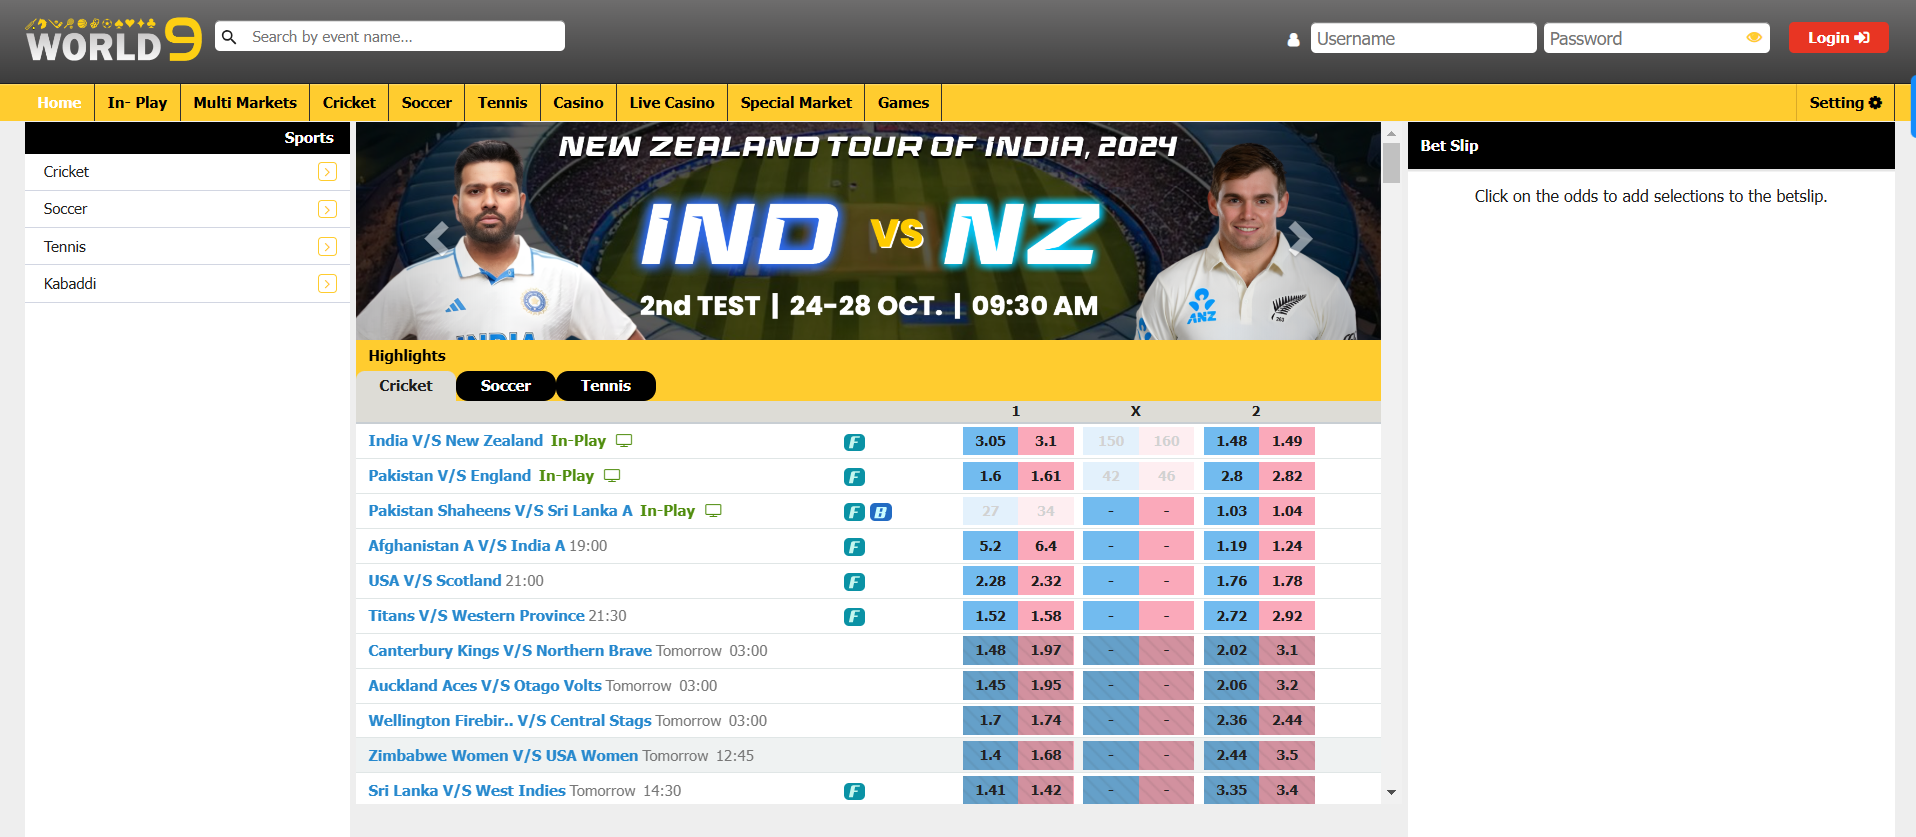 WORLD 9
Search by event name...
Username
Password
Login
Home
In- Play
Multi Markets
Cricket
Soccer
Tennis
Casino
Live Casino
Special Market
Games
Setting
Sports
Cricket
Soccer
Tennis
Kabaddi
NEW ZEALAND TOUR OF INDIA, 2024
IND VS NZ
2nd TEST | 24-28 OCT. | 09:30 AM
INDIA
ANZ
263
Highlights
Cricket Soccer Tennis
1 X 2
India V/S New Zealand In-Play F 3.05 3.1 150 160 1.48 1.49
Pakistan V/S England In-Play F 1.6 1.61 42 46 2.8 2.82
Pakistan Shaheens V/S Sri Lanka A In-Play F B 27 34 - - 1.03 1.04
Afghanistan A V/S India A 19:00 F 5.2 6.4 - - 1.19 1.24
USA V/S Scotland 21:00 F 2.28 2.32 - - 1.76 1.78
Titans V/S Western Province 21:30 F 1.52 1.58 - - 2.72 2.92
Canterbury Kings V/S Northern Brave Tomorrow 03:00 1.48 1.97 - - 2.02 3.1
Auckland Aces V/S Otago Volts Tomorrow 03:00 1.45 1.95 - - 2.06 3.2
Wellington Firebir.. V/S Central Stags Tomorrow 03:00 1.7 1.74 - - 2.36 2.44
Zimbabwe Women V/S USA Women Tomorrow 12:45 1.4 1.68 - - 2.44 3.5
Sri Lanka V/S West Indies Tomorrow 14:30 F 1.41 1.42 - - 3.35 3.4
Bet Slip
Click on the odds to add selections to the betslip.